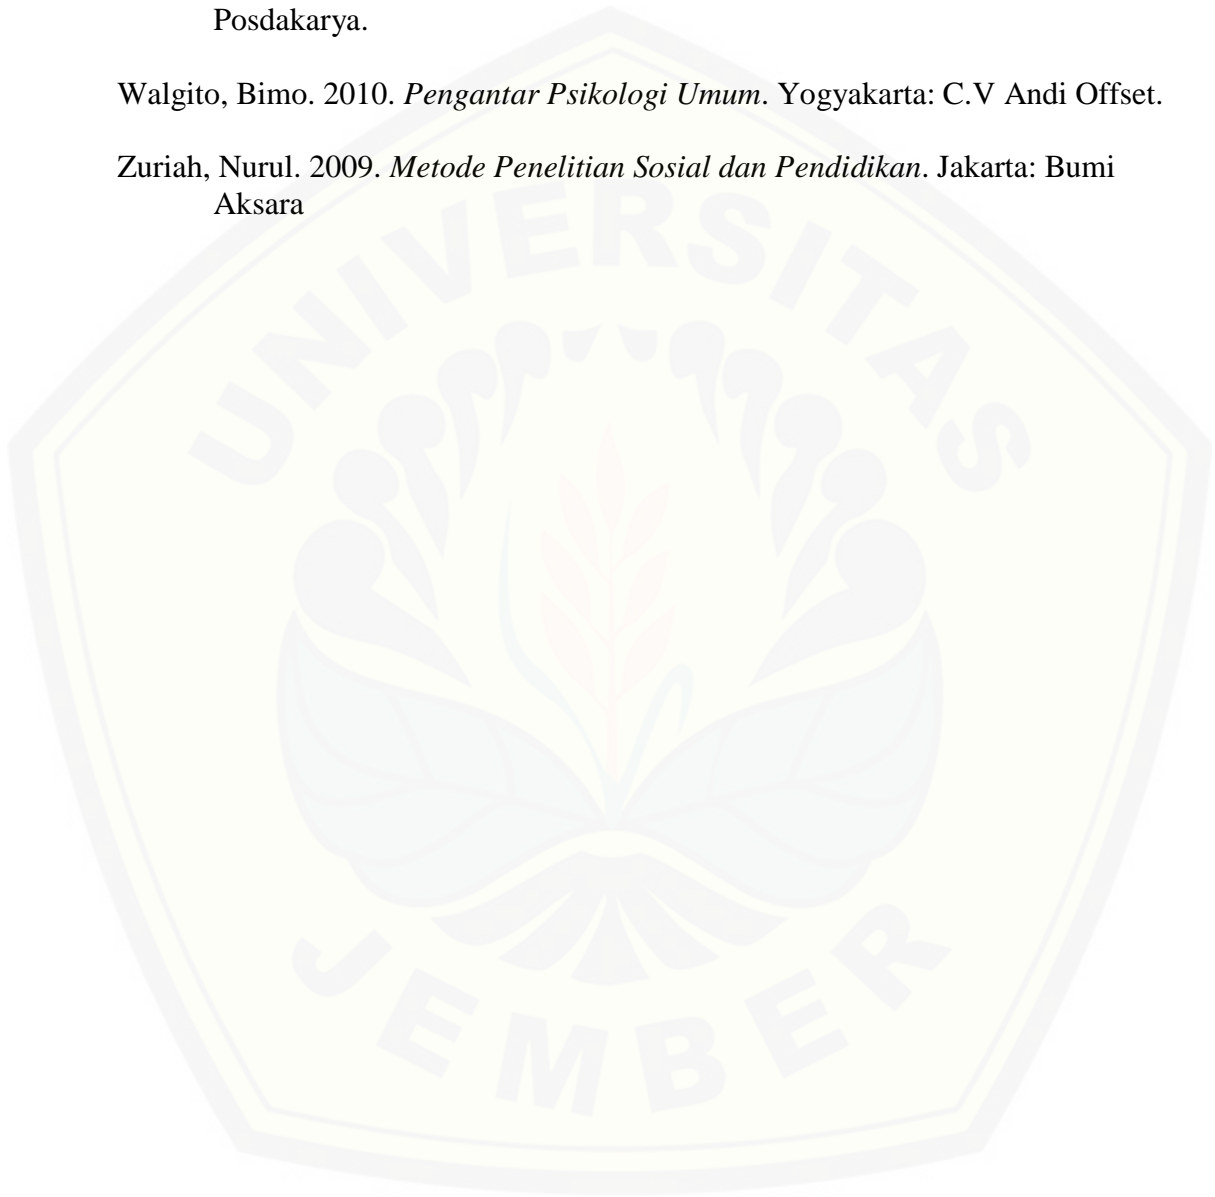 Posdakarya.
Walgito, Bimo. 2010. Pengantar Psikologi Umum. Yogyakarta: C.V Andi Offset.
Zuriah, Nurul. 2009. Metode Penelitian Sosial dan Pendidikan. Jakarta: Bumi
Aksara
UNIVERSITAS
JEMBER